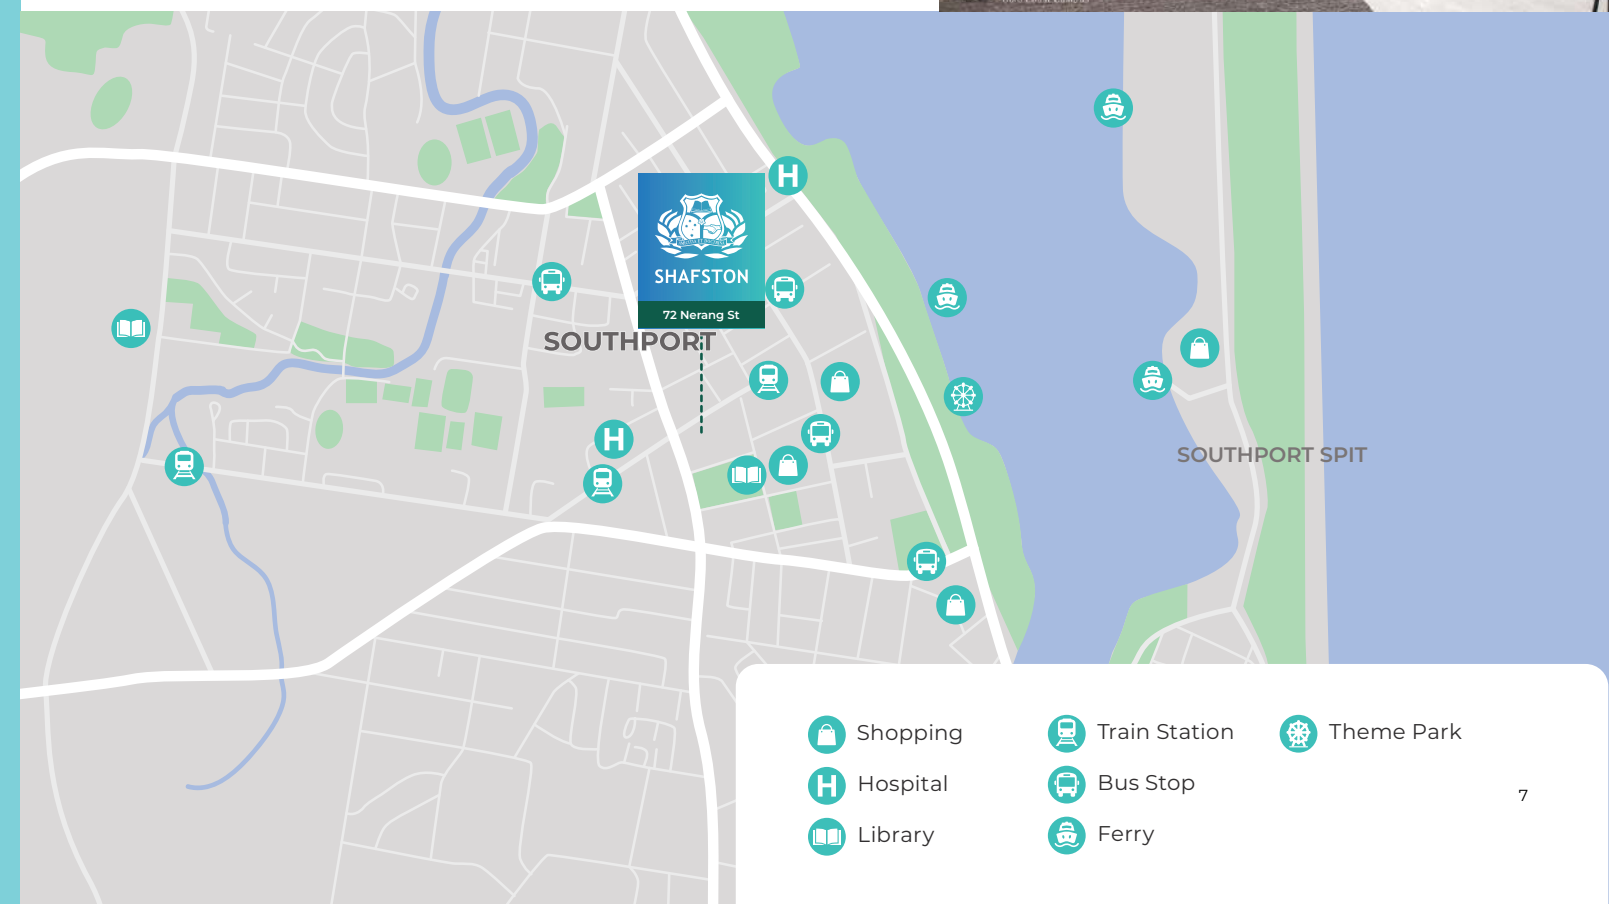 H
SHAFSTON
72 Nerang St
SOUTHPORT
H
SOUTHPORT SPIT
Shopping
Train Station
Theme Park
H Hospital
Bus Stop
7
Library
Ferry